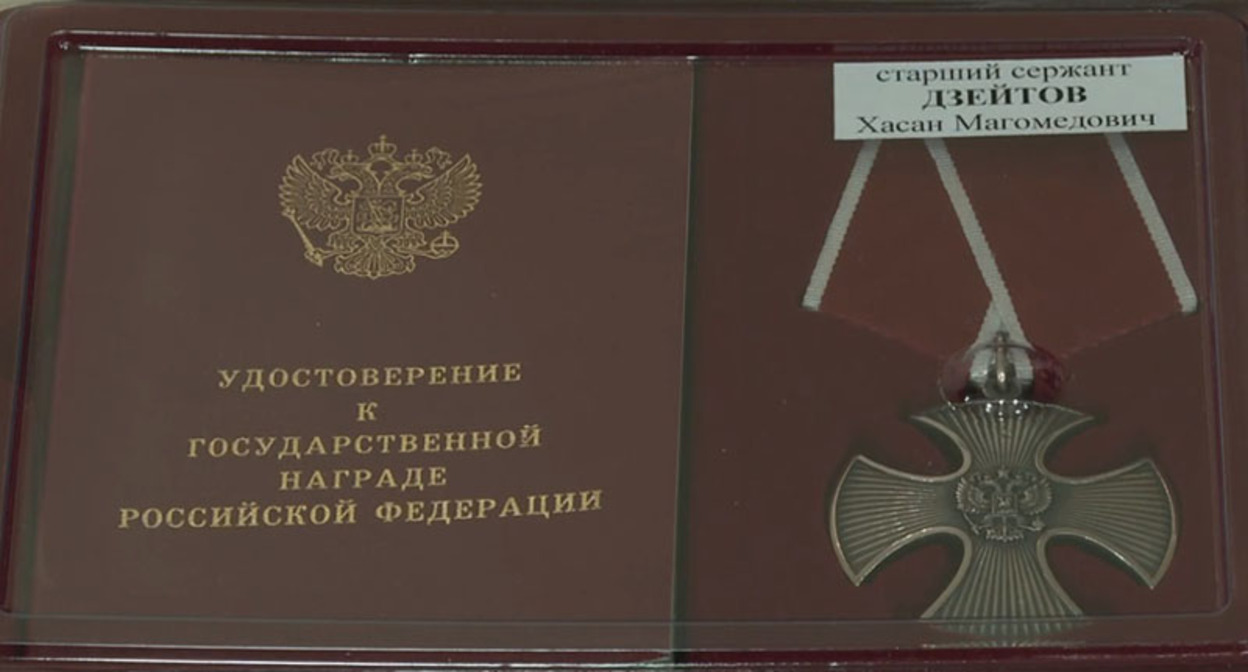 УДОСТОВЕРЕНИЕ
К
ГОСУДАРСТВЕННОЙ
НАГРАДЕ
РОССИЙСКОЙ ФЕДЕРАЦИИ
старший сержант
ДЗЕЙТОВ
Хасан Магомедович